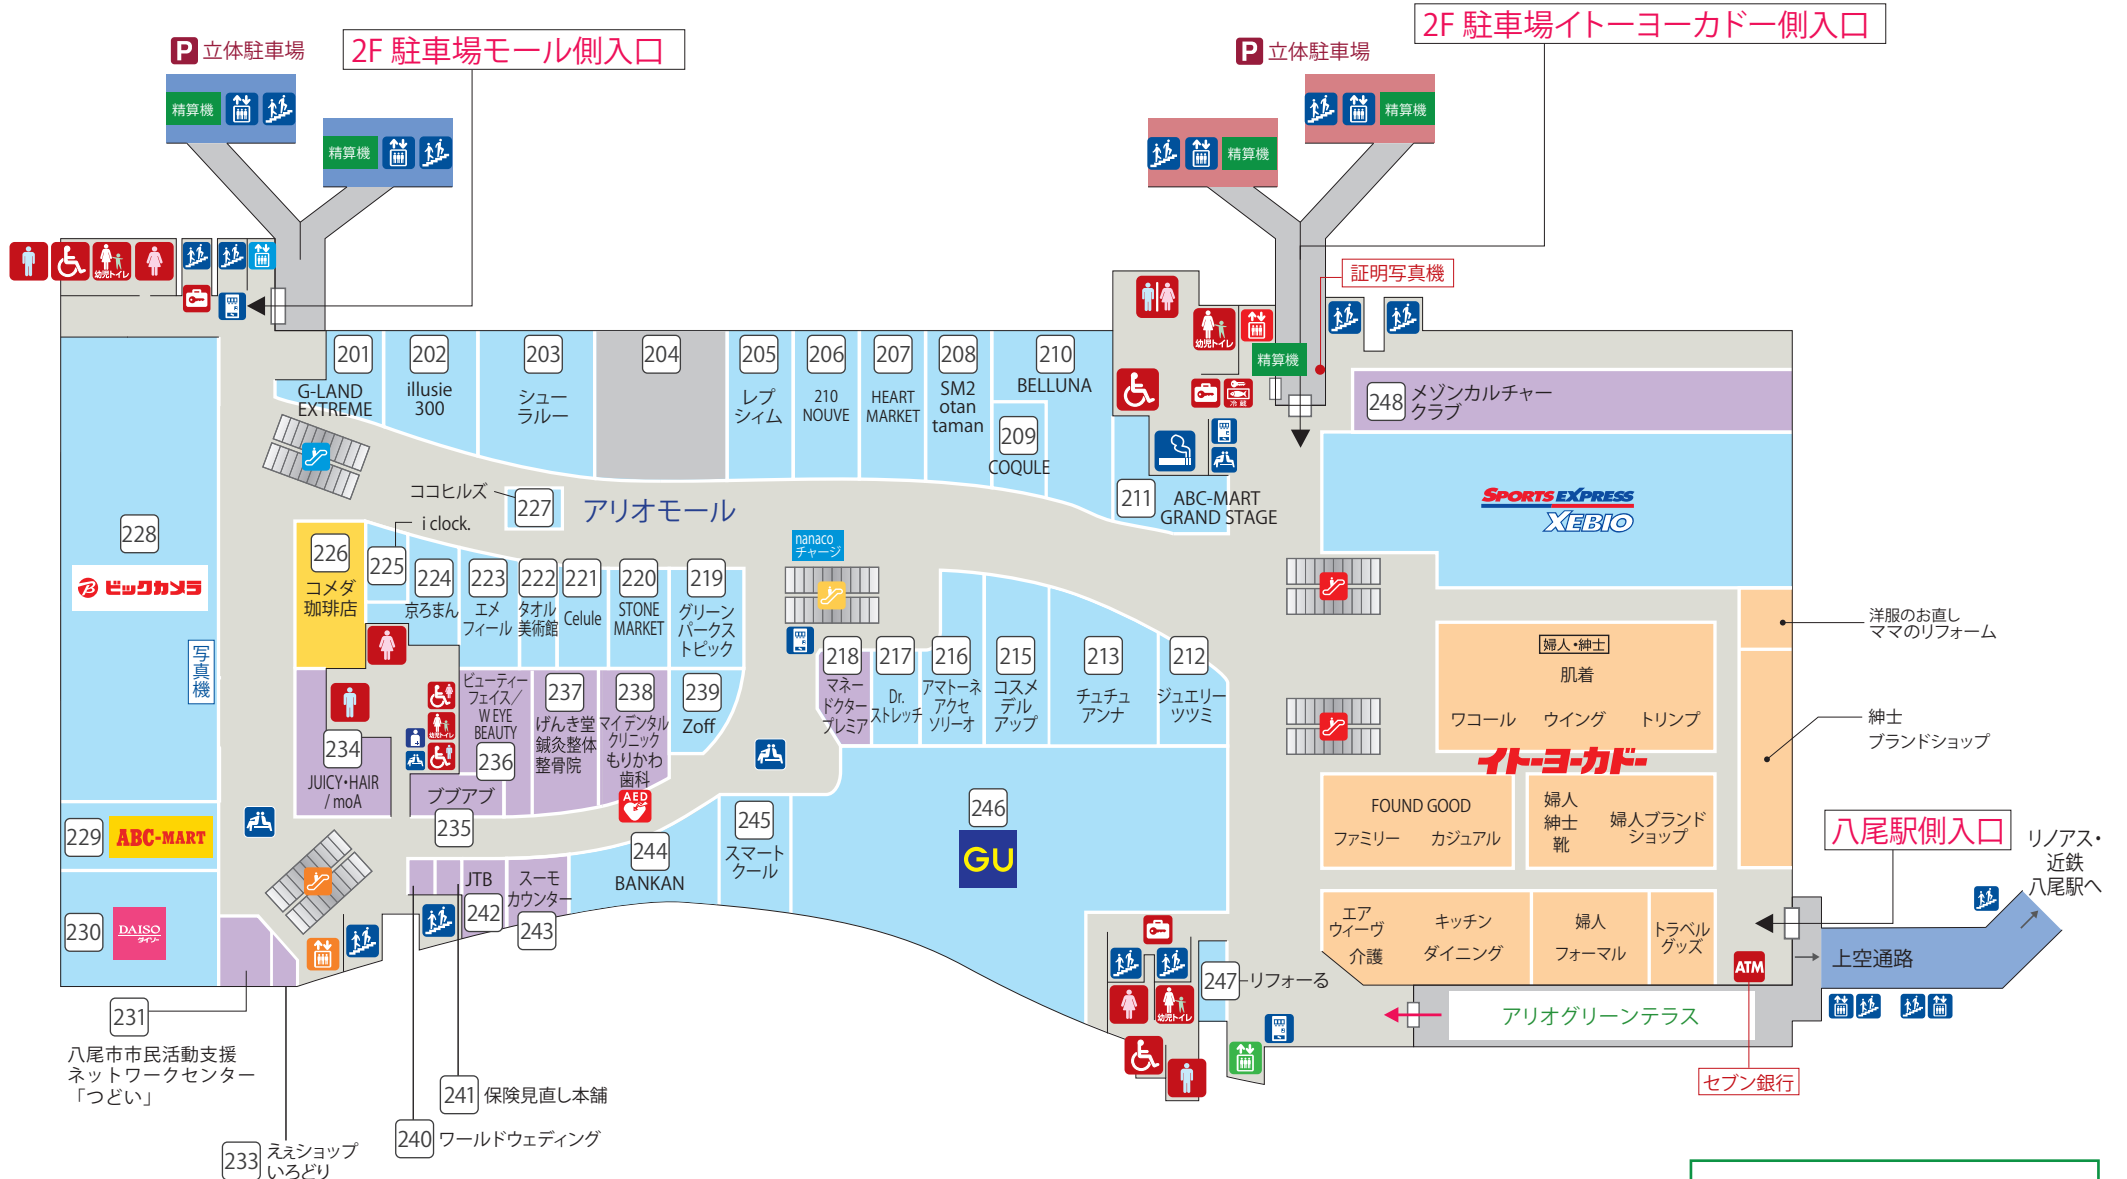 2F 駐車場イトーヨーカドー側入口
2F 駐車場モール側入口
P 立体駐車場
P 立体駐車場
精算機
精算機
精算機
精算機
幼児トイレ
証明写真機
幼児トイレ
精算機
冷蔵
201
G-LAND
EXTREME
202
illusie
300
203
シュー
ラルー
204
205
レプ
シィム
206
210
NOUVE
207
HEART
MARKET
208
SM2
otan
taman
210
BELLUNA
209
COQULE
211
ABC-MART
GRAND STAGE
248
メゾンカルチャー
クラブ
SPORTS EXPRESS
XEBIO
ココヒルズ
227
アリオモール
i clock.
nanaco
チャージ
228
ビックカメラ
写真機
226
コメダ
珈琲店
225
224
京ろまん
223
エメ
フィール
222
タオル
美術館
221
Celule
220
STONE
MARKET
219
グリーン
パークス
トピック
218
マネー
ドクター
プレミア
217
Dr.
ストレッチ
216
アマトーネ
アクセ
ソリーオ
215
コスメ
デル
アップ
213
チュチュ
アンナ
212
ジュエリー
ツツミ
洋服のお直し
ママのリフォーム
婦人・紳士
肌着
ワコール
ウイング
トリンプ
紳士
ブランドショップ
イトーヨーカドー
234
JUICY・HAIR
/ moA
幼児トイレ
ビューティー
フェイス／
W EYE
BEAUTY
236
237
げんき堂
鍼灸整体
整骨院
238
マイ デンタル
クリニック
もりかわ
歯科
AED
239
Zoff
ブブアブ
235
229
ABC-MART
230
DAISO
ダイソー
JTB
242
スーモ
カウンター
243
244
BANKAN
245
スマート
クール
246
GU
FOUND GOOD
ファミリー
カジュアル
婦人
紳士
靴
婦人ブランド
ショップ
八尾駅側入口
リノアス・
近鉄
八尾駅へ
エア
ウィーヴ
介護
キッチン
ダイニング
婦人
フォーマル
トラベル
グッズ
ATM
上空通路
247
リフォーる
幼児トイレ
アリオグリーンテラス
セブン銀行
231
八尾市市民活動支援
ネットワークセンター
「つどい」
241 保険見直し本舗
240 ワールドウェディング
233
ええショップ
いろどり